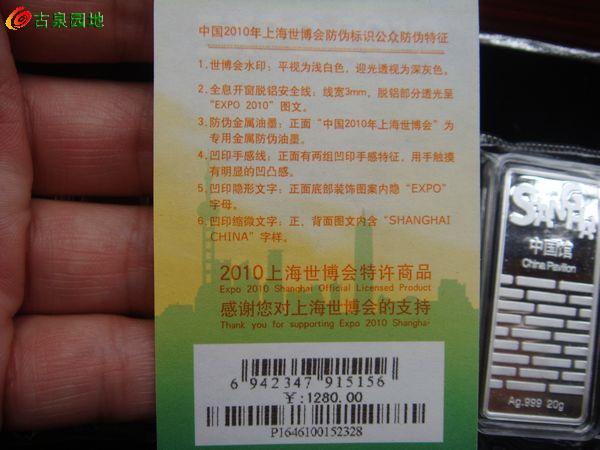 古泉园地
中国2010年上海世博会防伪标识公众防伪特征
1.世博会水印：平视为浅白色，迎光透视为深灰色。
2.全息开窗脱铝安全线：线宽3mm，脱铝部分透光呈
"EXPO 2010"图文。
3.防伪金属油墨：正面"中国2010年上海世博会"为
专用金属防伪油墨。
4.凹印手感线：正面有两组凹印手感特征，用手触摸
有明显的凹凸感。
5.凹印隐形文字：正面底部装饰图案内隐"EXPO"
字母。
6.凹印缩微文字：正、背面图文内含"SHANGHAI
CHINA"字样。
2010上海世博会特许商品
Expo 2010 Shanghai Official Licensed Product
感谢您对上海世博会的支持
Thank you for supporting Expo 2010 Shanghai
6 942347 915156
¥:1280.00
P1646100152328
中国馆
China Pavilion
Ag.999 20g